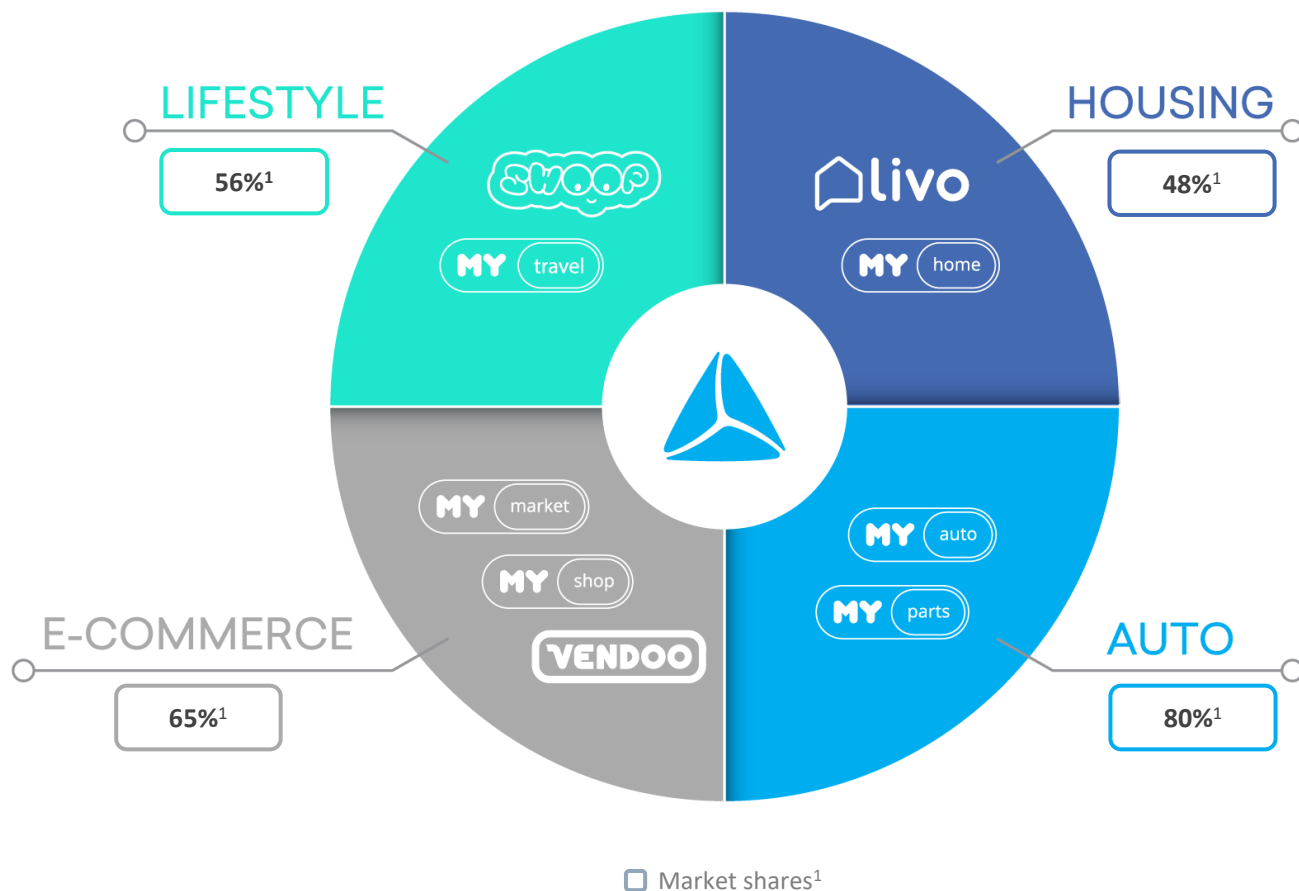 LIFESTYLE
56%¹
HOUSING
48%¹
SWOOP
MY travel
livo
MY home
MY market
MY shop
VENDOO
MY auto
MY parts
E-COMMERCE
65%¹
AUTO
80%¹
Market shares¹